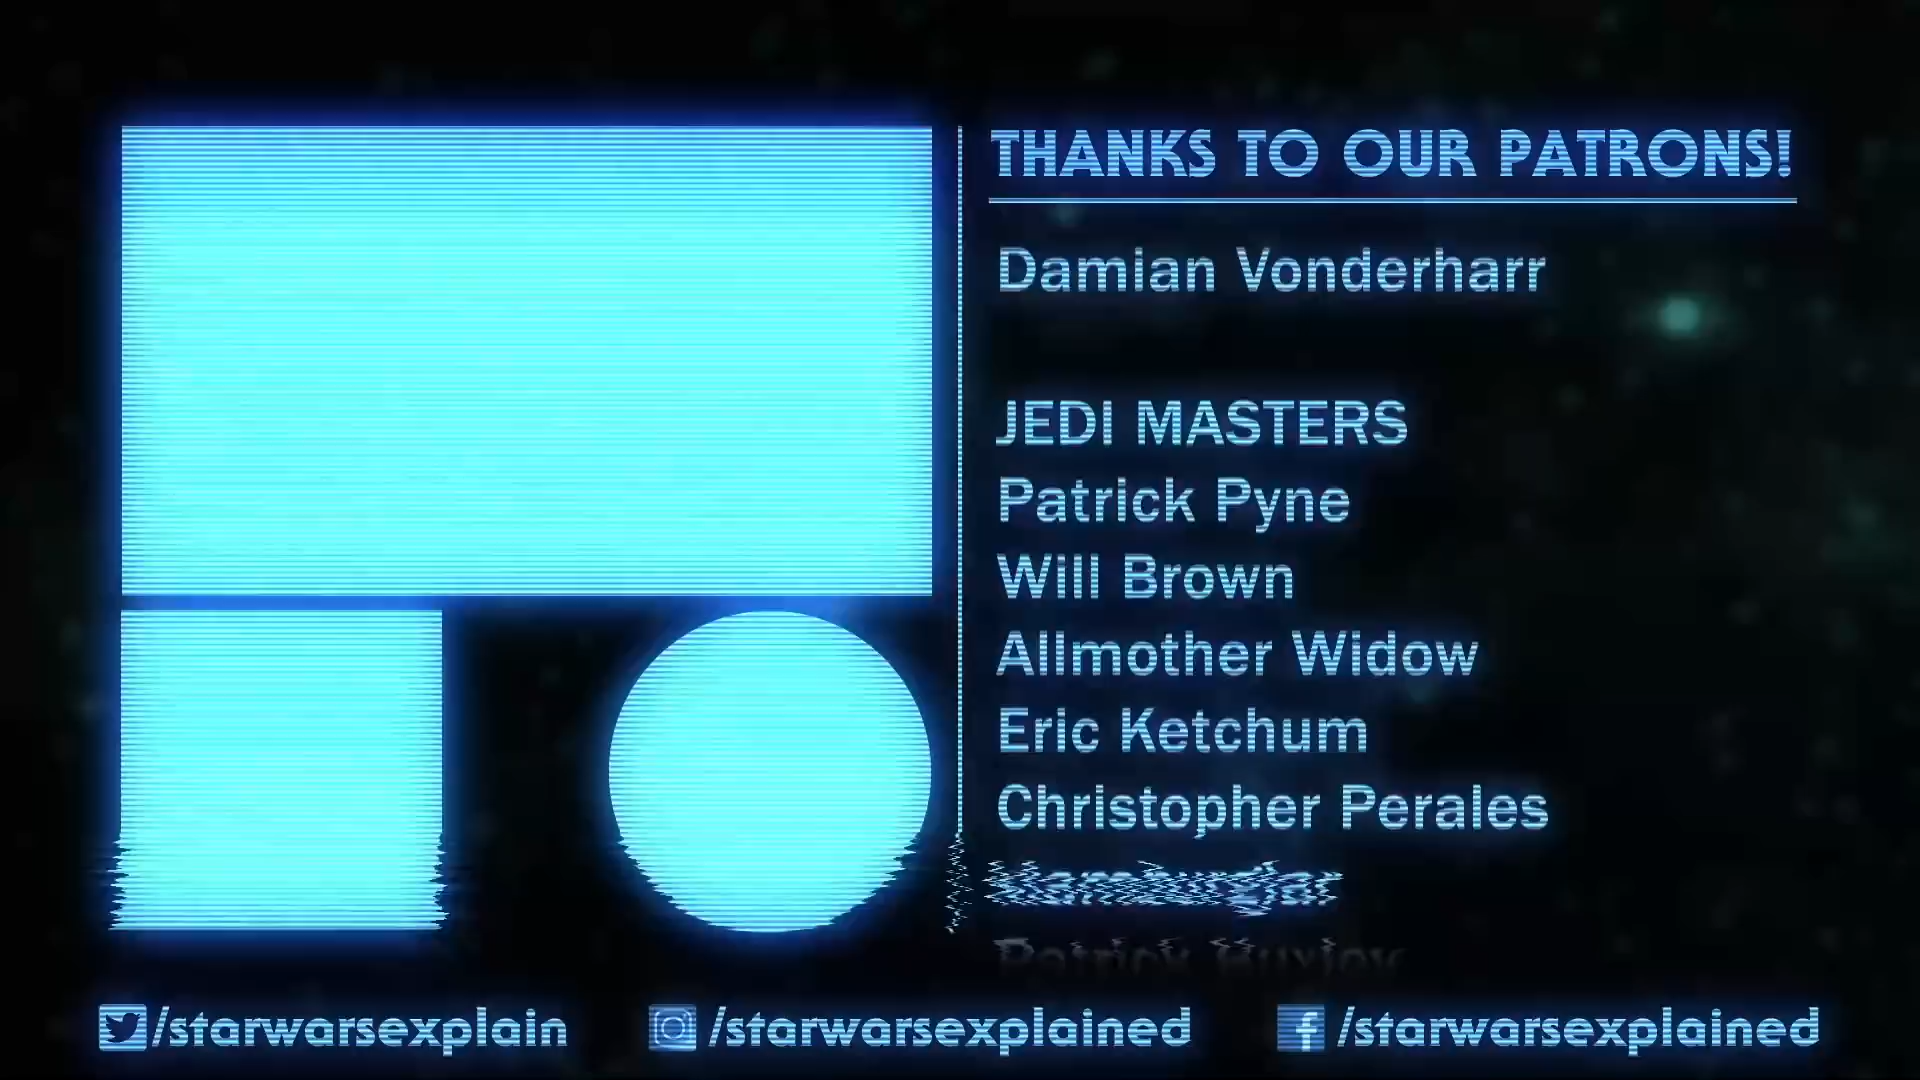 THANKS TO OUR PATRONS!
Damian Vonderharr
JEDI MASTERS
Patrick Pyne
Will Brown
Allmother Widow
Eric Ketchum
Christopher Perales
Patrick
/starwarsexplain
/starwarsexplained
/starwarsexplained